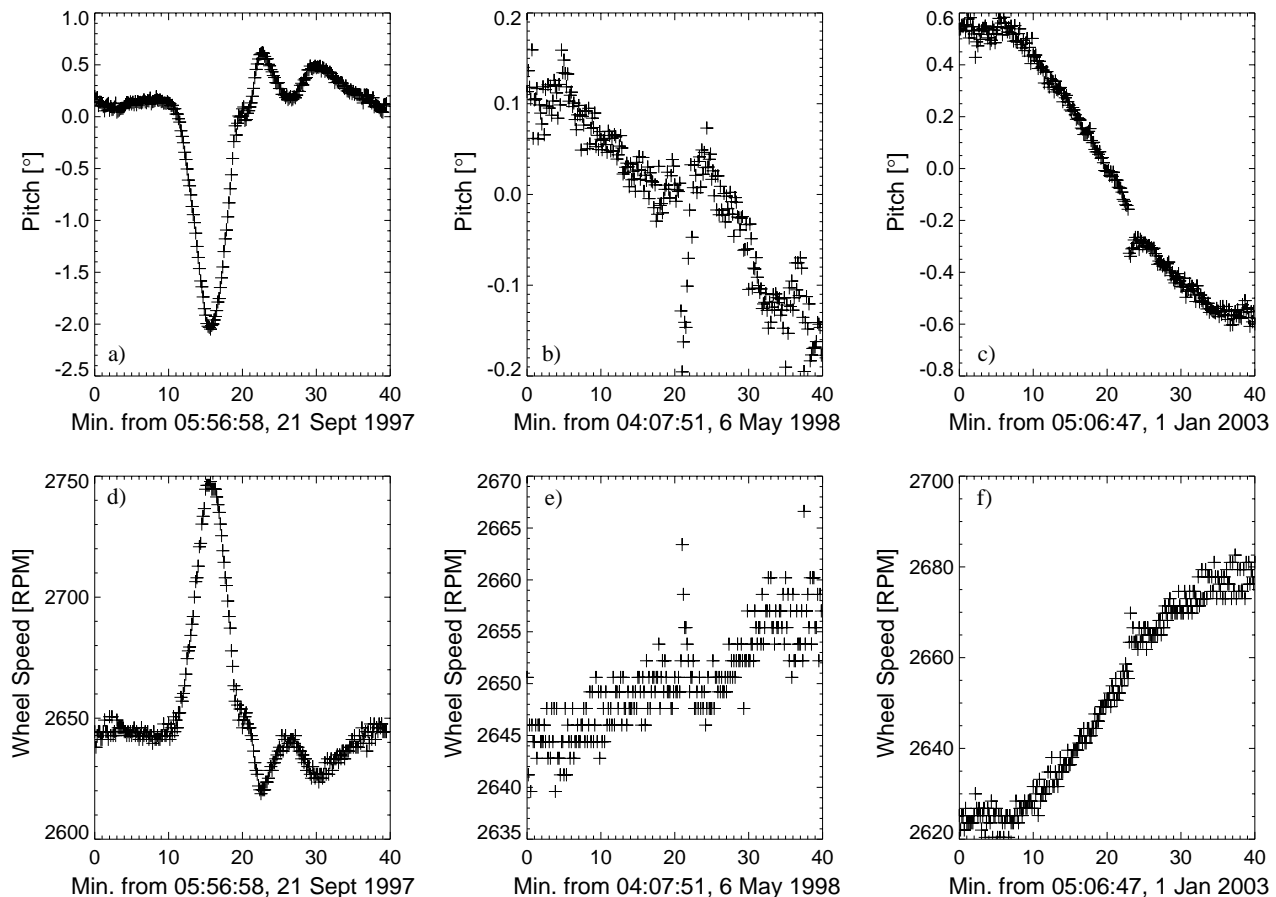 1.0
0.5
0.0
-0.5
-1.0
-1.5
-2.0
-2.5
Pitch [°]
a)
0 10 20 30 40
Min. from 05:56:58, 21 Sept 1997
0.2
0.1
0.0
-0.1
-0.2
Pitch [°]
b)
0 10 20 30 40
Min. from 04:07:51, 6 May 1998
0.6
0.4
0.2
0.0
-0.2
-0.4
-0.6
-0.8
Pitch [°]
c)
0 10 20 30 40
Min. from 05:06:47, 1 Jan 2003
2750
2700
2650
2600
Wheel Speed [RPM]
d)
0 10 20 30 40
Min. from 05:56:58, 21 Sept 1997
2670
2665
2660
2655
2650
2645
2640
2635
Wheel Speed [RPM]
e)
0 10 20 30 40
Min. from 04:07:51, 6 May 1998
2700
2680
2660
2640
2620
Wheel Speed [RPM]
f)
0 10 20 30 40
Min. from 05:06:47, 1 Jan 2003